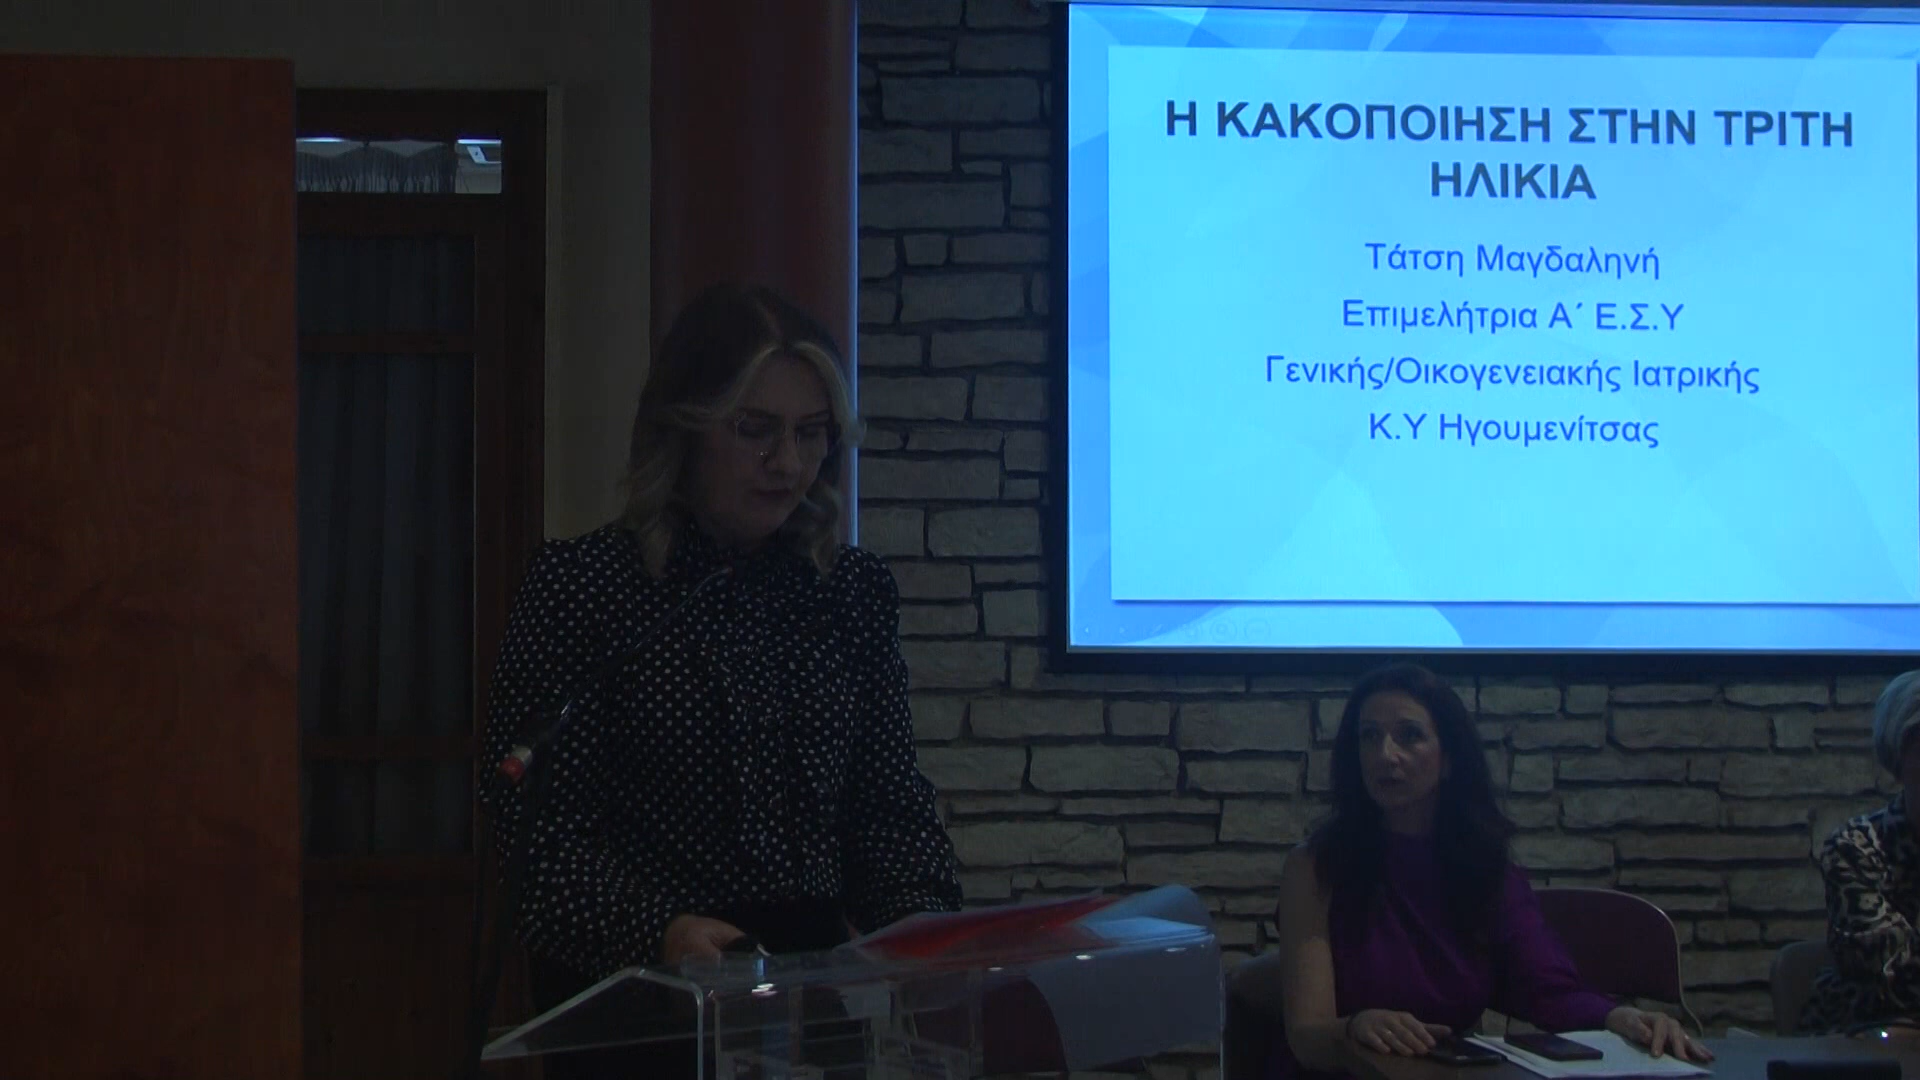 Η ΚΑΚΟΠΟΙΗΣΗ ΣΤΗΝ ΤΡΙΤΗ
ΗΛΙΚΙΑ
Τάτση Μαγδαληνή
Επιμελήτρια Α΄ Ε.Σ.Υ
Γενικής/Οικογενειακής Ιατρικής
Κ.Υ Ηγουμενίτσας